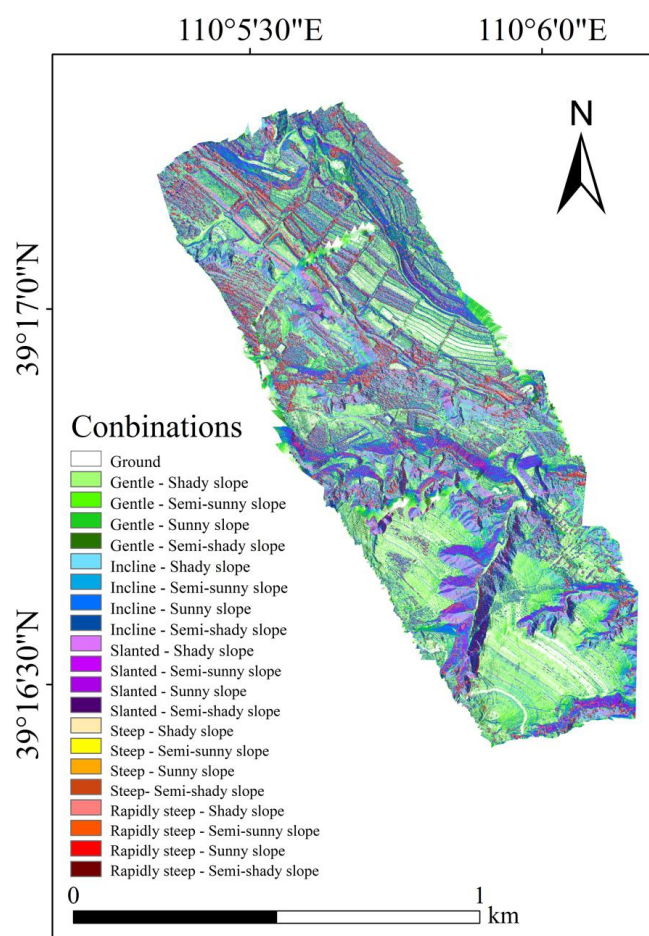 110°5'30"E 110°6'0"E
N
39°17'0"N
39°16'30"N
Conbinations
Ground
Gentle - Shady slope
Gentle - Semi-sunny slope
Gentle - Sunny slope
Gentle - Semi-shady slope
Incline - Shady slope
Incline - Semi-sunny slope
Incline - Sunny slope
Incline - Semi-shady slope
Slanted - Shady slope
Slanted - Semi-sunny slope
Slanted - Sunny slope
Slanted - Semi-shady slope
Steep - Shady slope
Steep - Semi-sunny slope
Steep - Sunny slope
Steep- Semi-shady slope
Rapidly steep - Shady slope
Rapidly steep - Semi-sunny slope
Rapidly steep - Sunny slope
Rapidly steep - Semi-shady slope
0 1
km